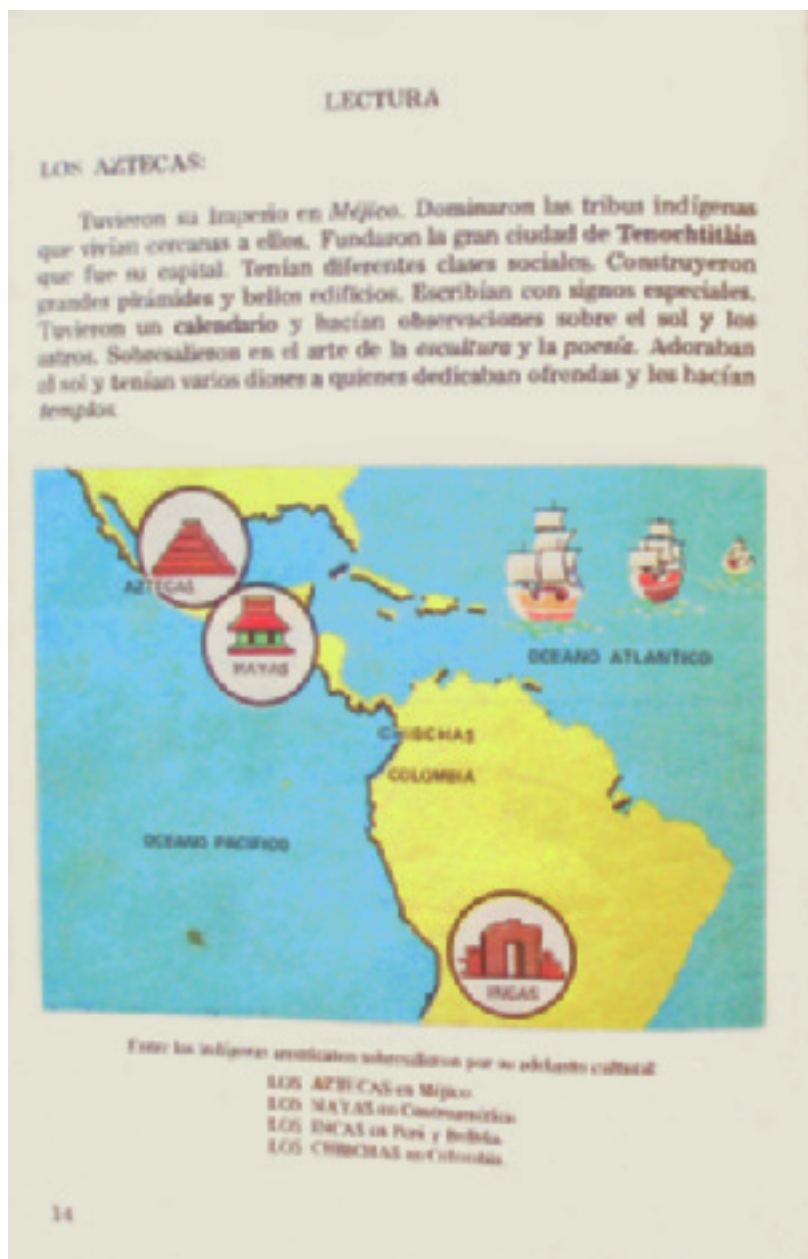 LECTURA
LOS AZTECAS:
Tuvieron su Imperio en Méjico. Dominaron las tribus indígenas
que vivían cercanas a ellos. Fundaron la gran ciudad de Tenochtitlán
que fue su capital. Tenían diferentes clases sociales. Construyeron
grandes pirámides y bellos edificios. Escribían con signos especiales.
Tuvieron un calendario y hacían observaciones sobre el sol y los
astros. Sobresalieron en el arte de la escultura y la poesía. Adoraban
el sol y tenían varios dioses a quienes dedicaban ofrendas y les hacían
templos.
AZTECAS
MAYAS
OCEANO ATLANTICO
CHIBCHAS
COLOMBIA
OCEANO PACIFICO
INCAS
Entre los indígenas americanos sobresalieron por su adelanto cultural
LOS AZTECAS en Méjico.
LOS MAYAS en Centroamérica.
LOS INCAS en Perú y Bolivia.
LOS CHIBCHAS en Colombia.
14